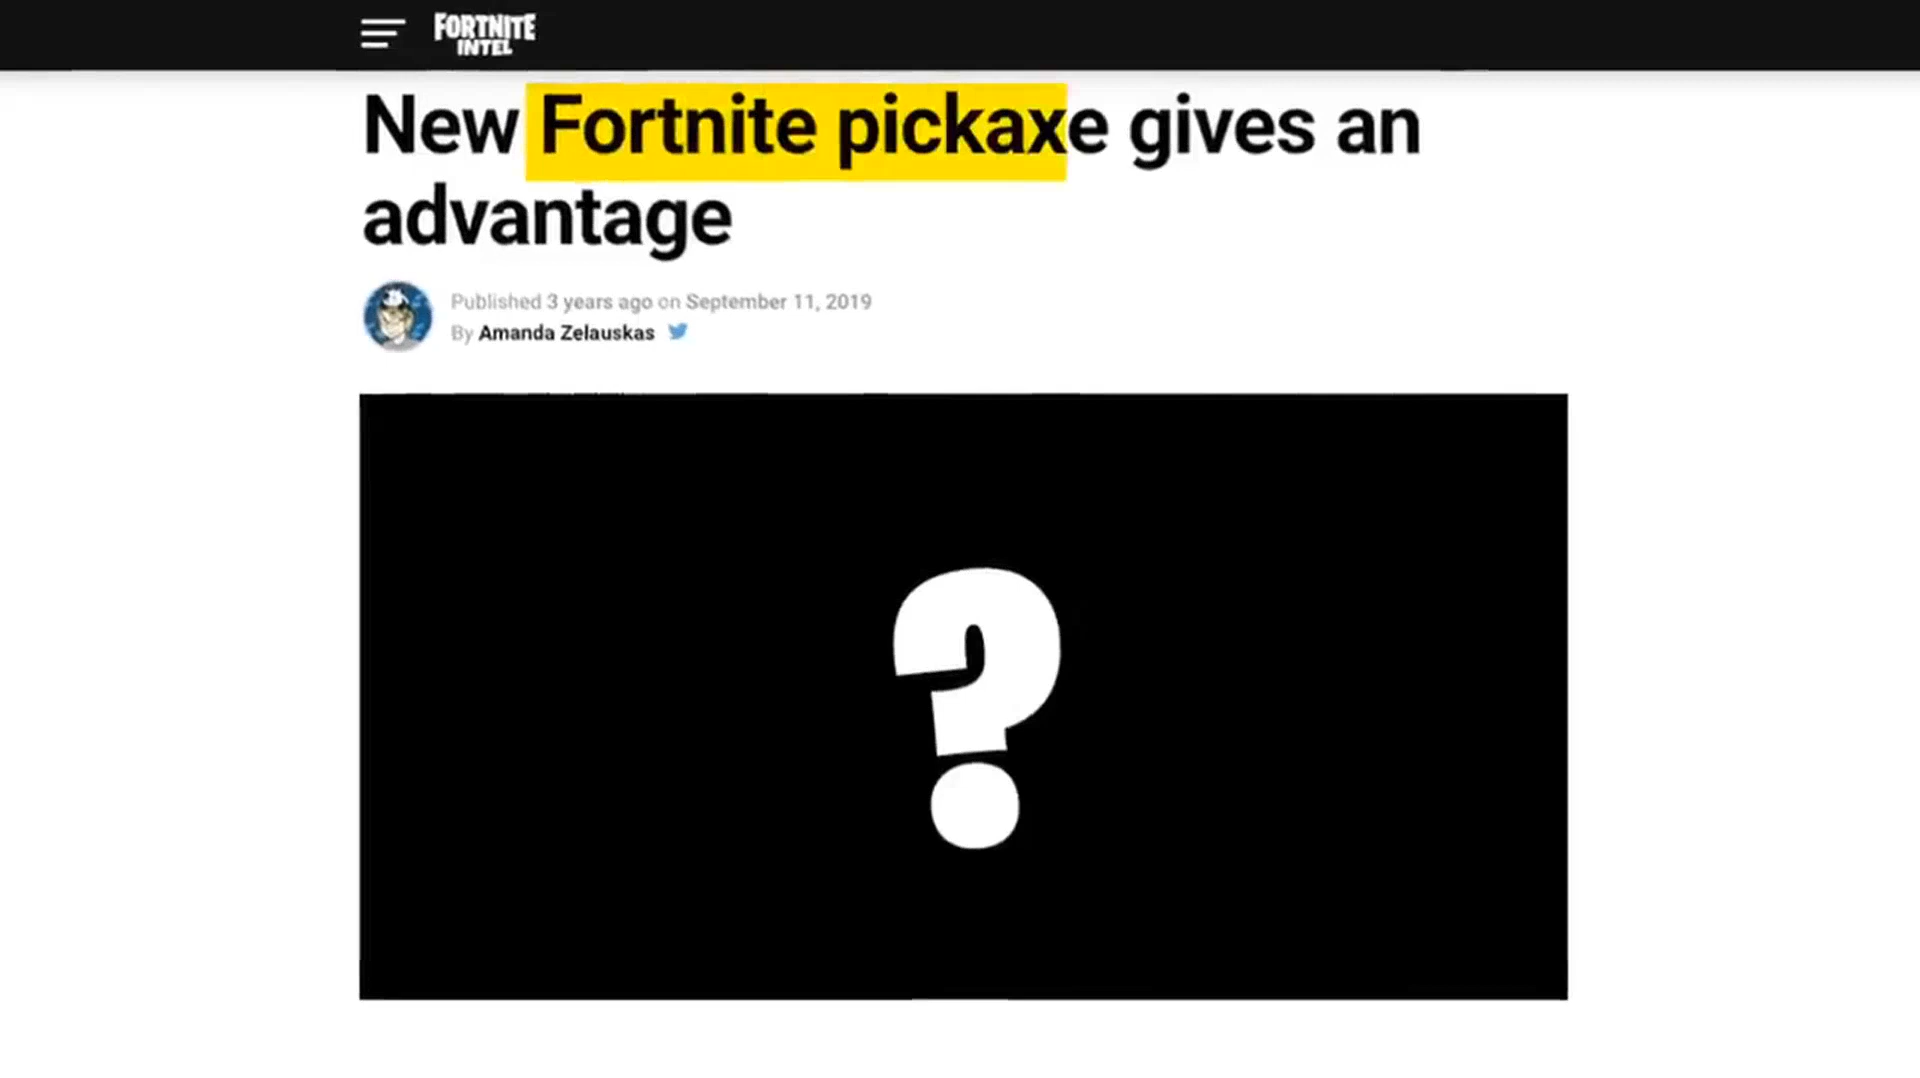 FORTNITE
INTEL
New Fortnite pickaxe gives an
advantage
Published 3 years ago on September 11, 2019
By Amanda Zelauskas
?